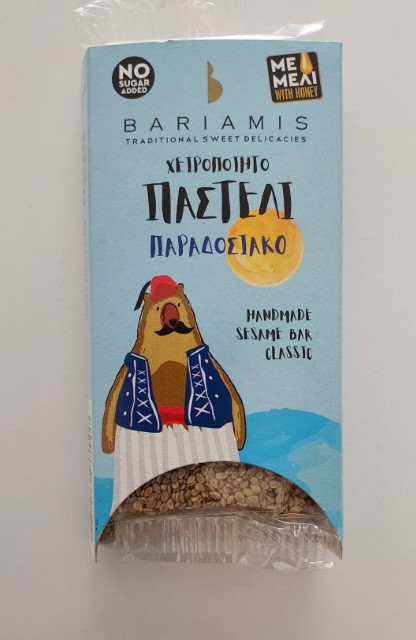 NO
SUGAR
ADDED
ΜΕ
ΜΕΛΙ
WITH HONEY
BARIAMIS
TRADITIONAL SWEET DELICACIES
ΧΕΙΡΟΠΟΙΗΤΟ
ΠΑΣΤΕΛΙ
ΠΑΡΑΔΟΣΙΑΚΟ
HANDMADE
SESAME BAR
CLASSIC